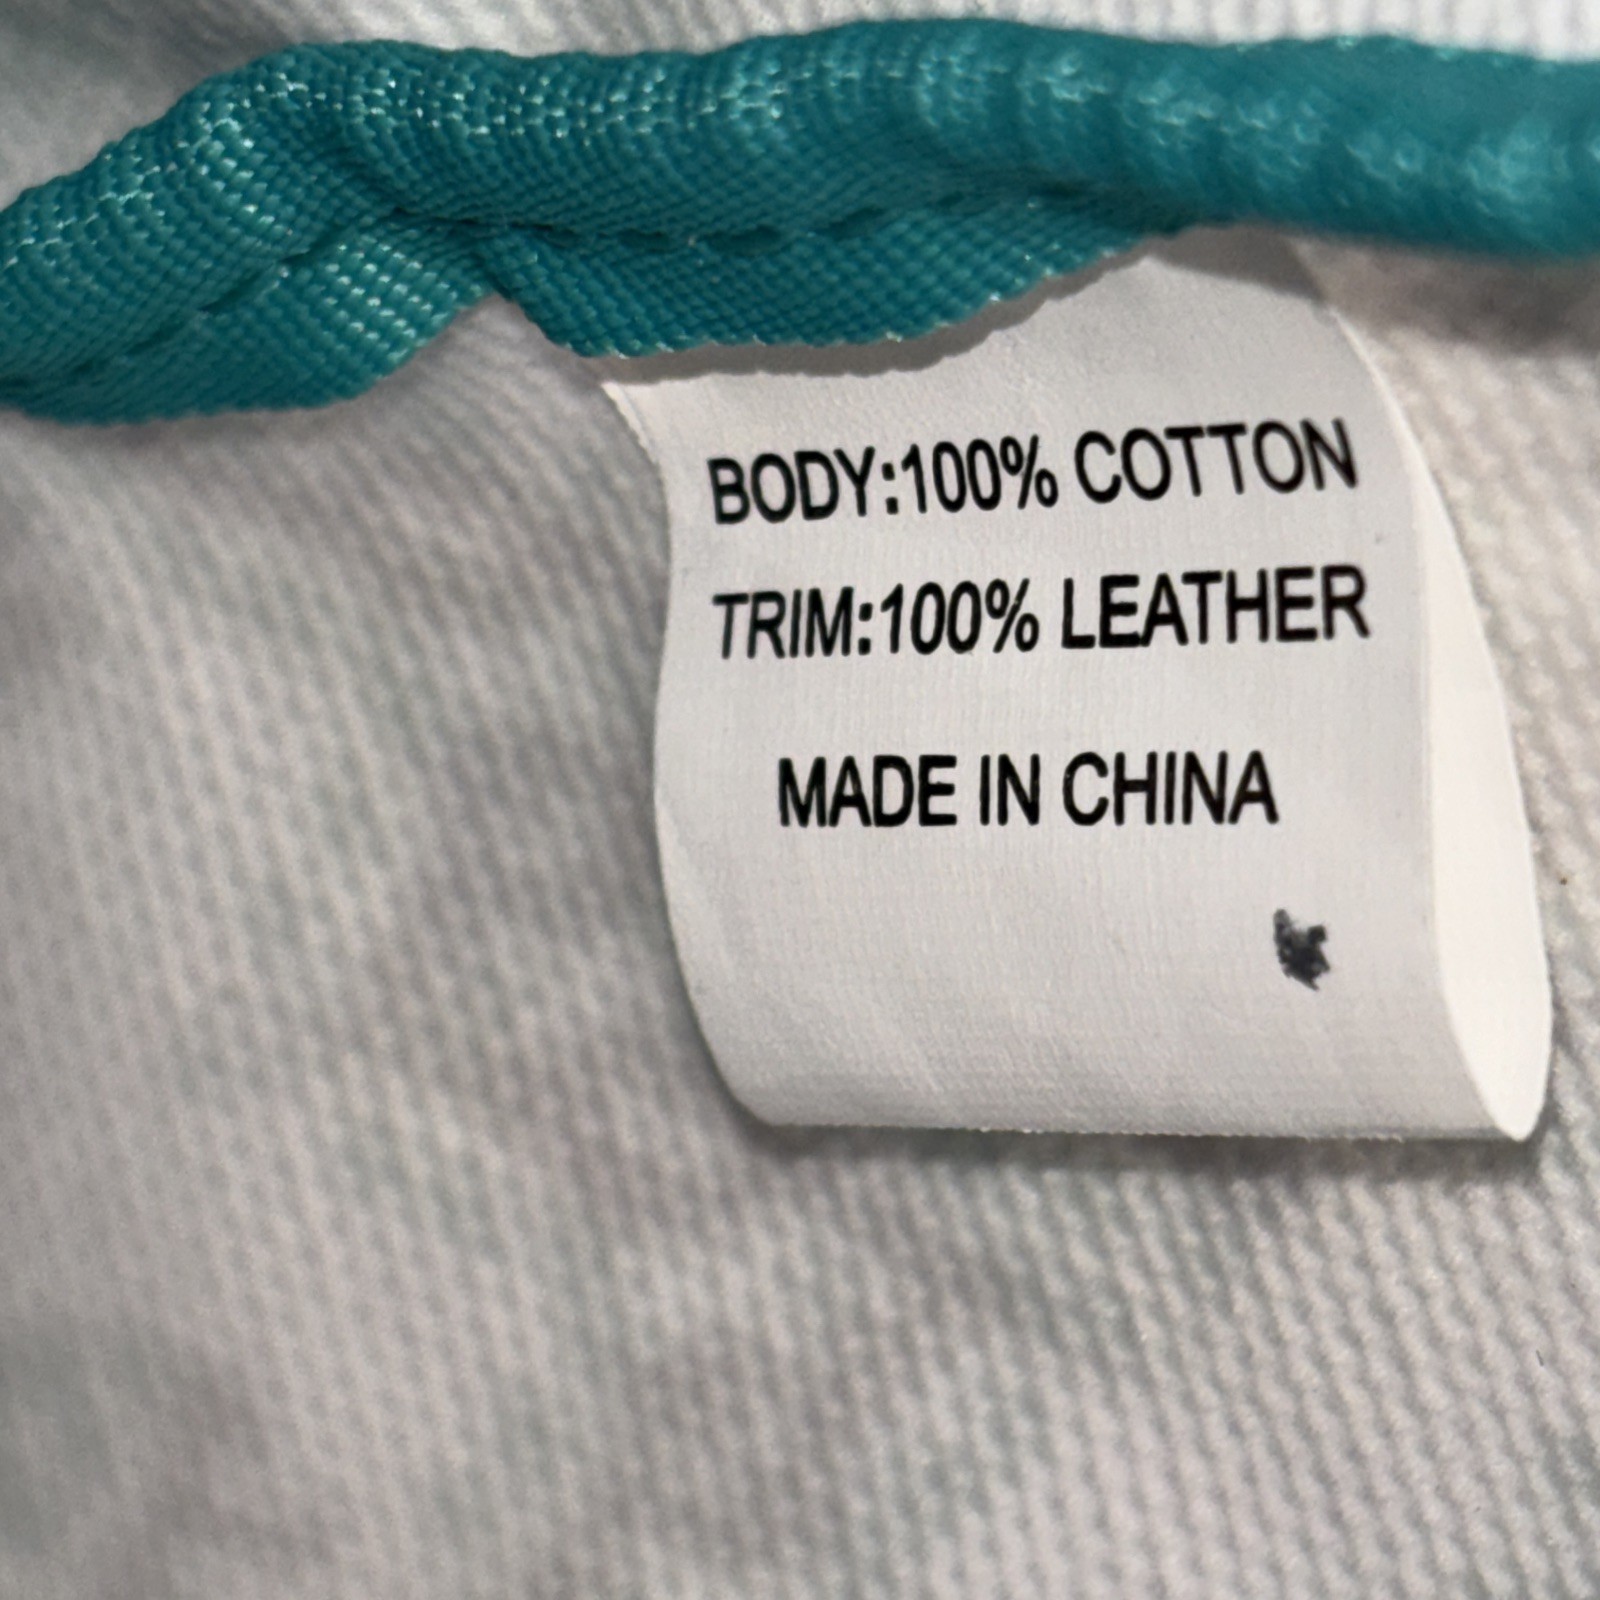 BODY:100% COTTON
TRIM:100% LEATHER
MADE IN CHINA